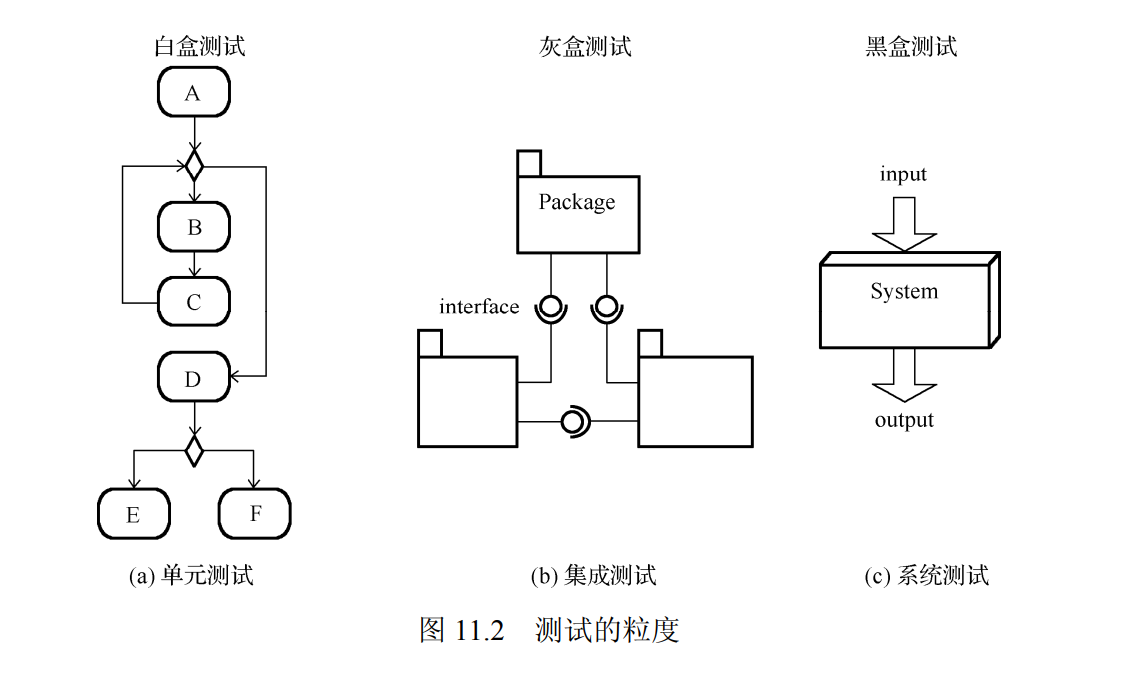 白盒测试
灰盒测试
黑盒测试
A
B
C
D
E
F
Package
interface
input
System
output
(a) 单元测试
(b) 集成测试
(c) 系统测试
图 11.2 测试的粒度